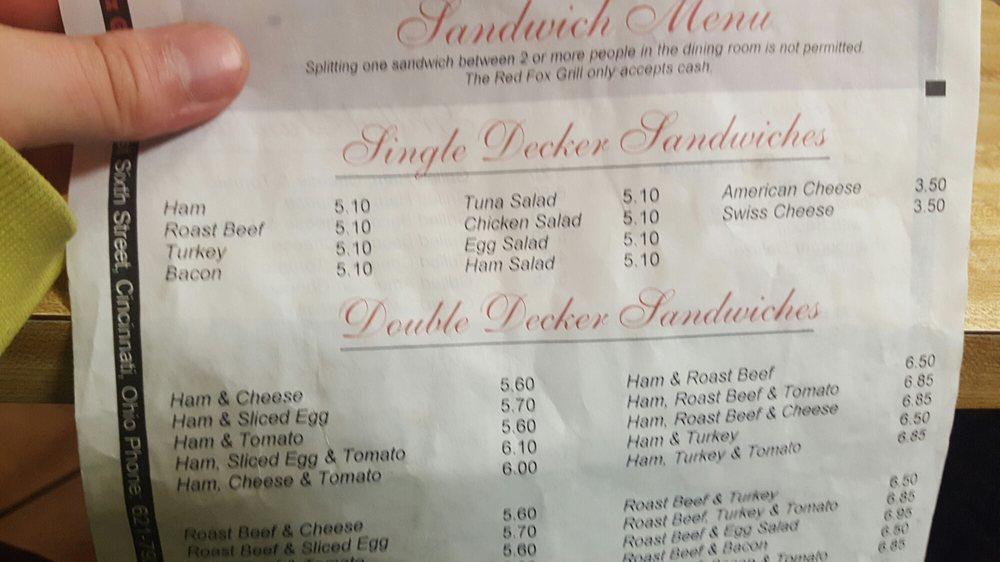 Sandwich Menu
Splitting one sandwich between 2 or more people in the dining room is not permitted.
The Red Fox Grill only accepts cash.
Single Decker Sandwiches
Ham 5.10
Roast Beef 5.10
Turkey 5.10
Bacon 5.10
Tuna Salad 5.10
Chicken Salad 5.10
Egg Salad 5.10
Ham Salad 5.10
American Cheese 3.50
Swiss Cheese 3.50
Double Decker Sandwiches
Ham & Cheese 5.60
Ham & Sliced Egg 5.70
Ham & Tomato 5.60
Ham, Sliced Egg & Tomato 6.10
Ham, Cheese & Tomato 6.00
Roast Beef & Cheese 5.60
Roast Beef & Sliced Egg 5.70
5.60
Ham & Roast Beef 6.50
Ham, Roast Beef & Tomato 6.85
Ham, Roast Beef & Cheese 6.85
Ham & Turkey 6.50
Ham, Turkey & Tomato 6.85
Roast Beef & Turkey 6.50
Roast Beef, Turkey & Tomato 6.85
Roast Beef & Egg Salad 6.95
Roast Beef & Bacon 6.50
& Tomato 6.85
Sixth Street, Cincinnati, Ohio Phone: 621-